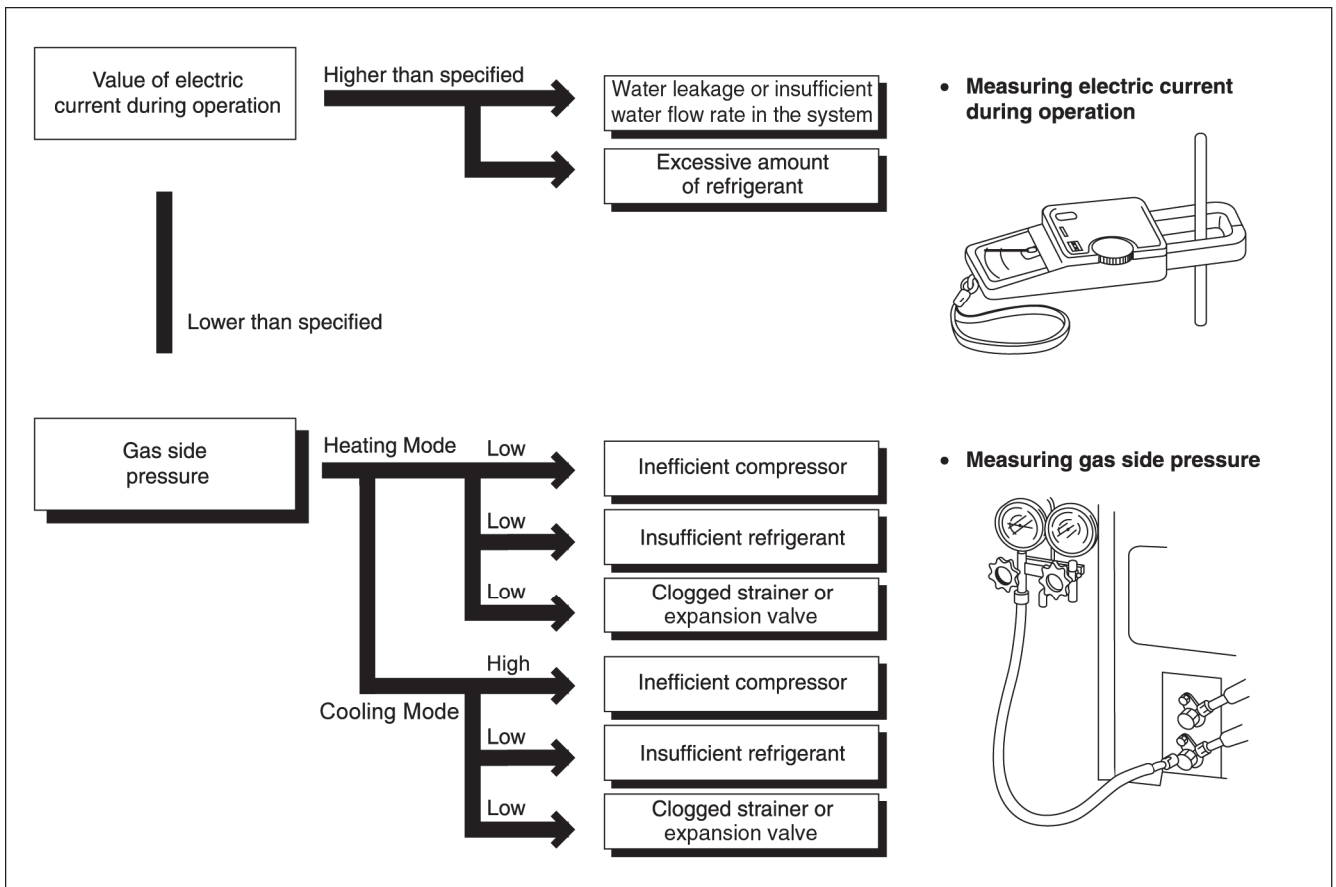 Value of electric
current during operation
Higher than specified
Water leakage or insufficient
water flow rate in the system
Excessive amount
of refrigerant
• Measuring electric current
during operation
Lower than specified
Gas side
pressure
Heating Mode
Low
Inefficient compressor
Low
Insufficient refrigerant
Low
Clogged strainer or
expansion valve
High
Inefficient compressor
Cooling Mode
Low
Insufficient refrigerant
Low
Clogged strainer or
expansion valve
• Measuring gas side pressure